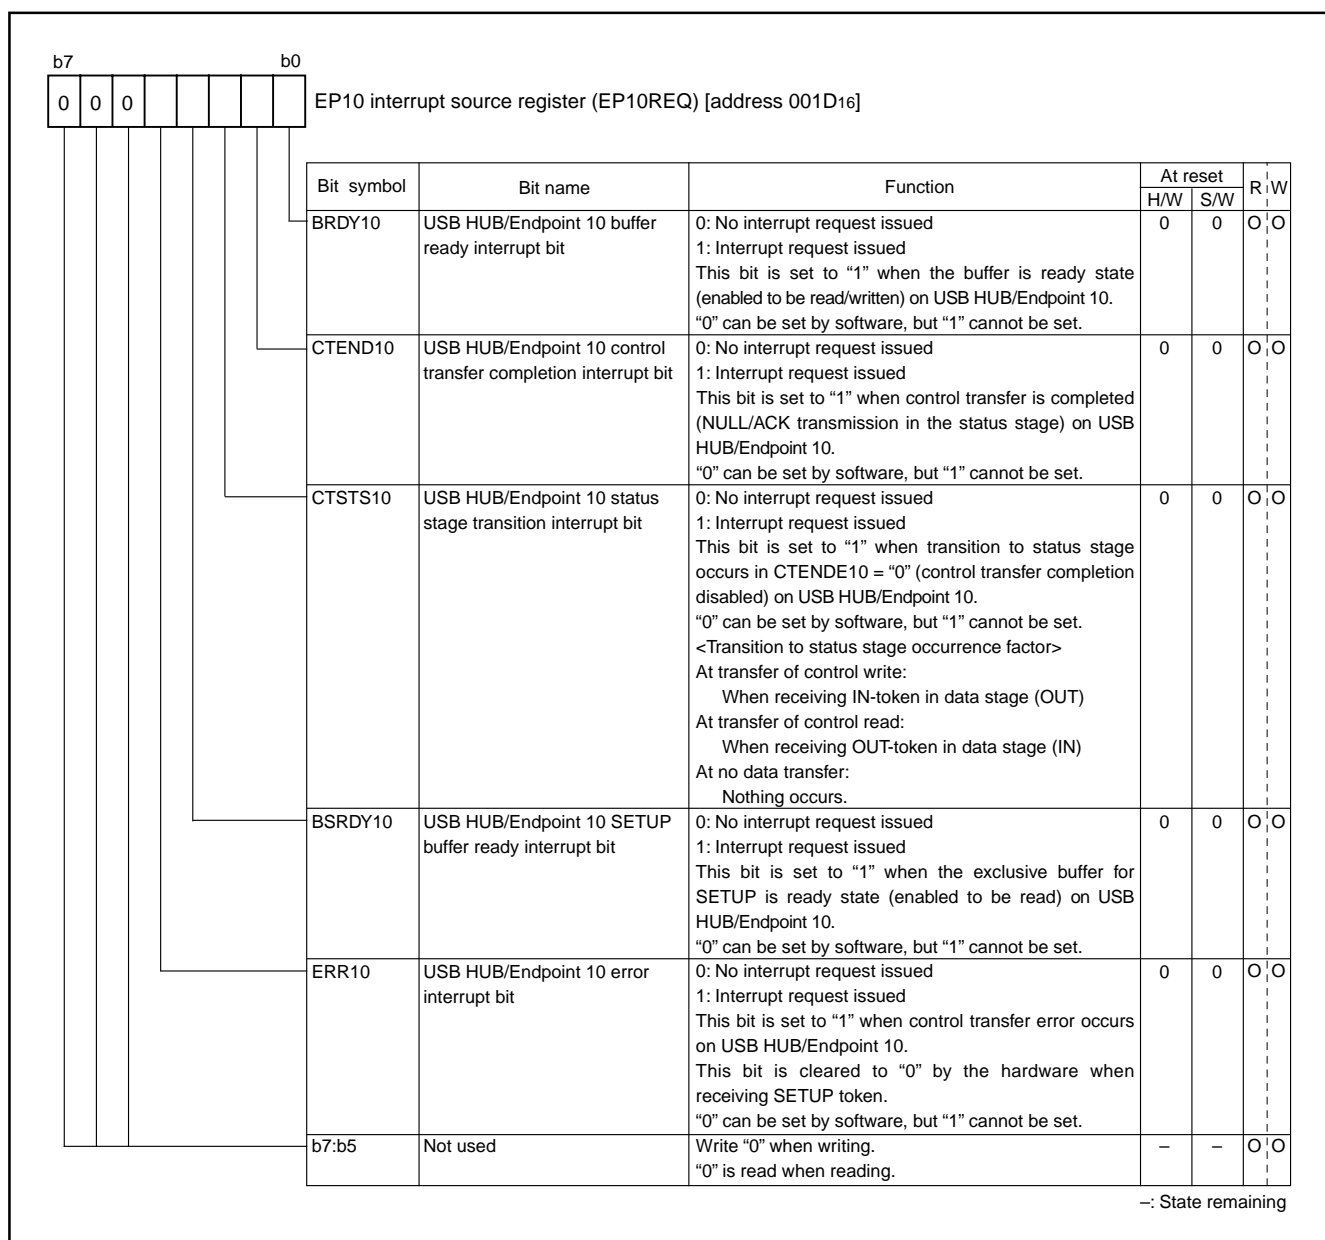 b7 b0
0 0 0
EP10 interrupt source register (EP10REQ) [address 001D16]
Bit symbol Bit name Function At reset R W
H/W S/W
BRDY10 USB HUB/Endpoint 10 buffer 0: No interrupt request issued 0 0 O O
ready interrupt bit 1: Interrupt request issued
This bit is set to “1” when the buffer is ready state
(enabled to be read/written) on USB HUB/Endpoint 10.
“0” can be set by software, but “1” cannot be set.
CTEND10 USB HUB/Endpoint 10 control 0: No interrupt request issued 0 0 O O
transfer completion interrupt bit 1: Interrupt request issued
This bit is set to “1” when control transfer is completed
(NULL/ACK transmission in the status stage) on USB
HUB/Endpoint 10.
“0” can be set by software, but “1” cannot be set.
CTSTS10 USB HUB/Endpoint 10 status 0: No interrupt request issued 0 0 O O
stage transition interrupt bit 1: Interrupt request issued
This bit is set to “1” when transition to status stage
occurs in CTENDE10 = “0” (control transfer completion
disabled) on USB HUB/Endpoint 10.
“0” can be set by software, but “1” cannot be set.
<Transition to status stage occurrence factor>
At transfer of control write:
When receiving IN-token in data stage (OUT)
At transfer of control read:
When receiving OUT-token in data stage (IN)
At no data transfer:
Nothing occurs.
BSRDY10 USB HUB/Endpoint 10 SETUP 0: No interrupt request issued 0 0 O O
buffer ready interrupt bit 1: Interrupt request issued
This bit is set to “1” when the exclusive buffer for
SETUP is ready state (enabled to be read) on USB
HUB/Endpoint 10.
“0” can be set by software, but “1” cannot be set.
ERR10 USB HUB/Endpoint 10 error 0: No interrupt request issued 0 0 O O
interrupt bit 1: Interrupt request issued
This bit is set to “1” when control transfer error occurs
on USB HUB/Endpoint 10.
This bit is cleared to “0” by the hardware when
receiving SETUP token.
“0” can be set by software, but “1” cannot be set.
b7:b5 Not used Write “0” when writing. – – O O
“0” is read when reading.
–: State remaining